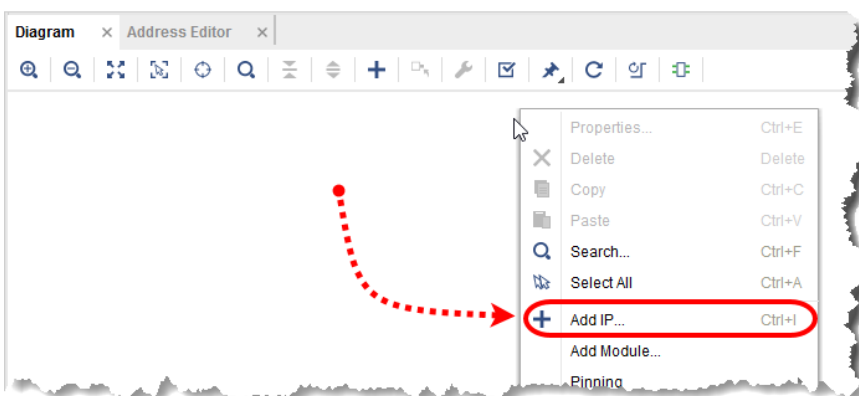 Diagram × Address Editor ×
Properties... Ctrl+E
Delete Delete
Copy Ctrl+C
Paste Ctrl+V
Search... Ctrl+F
Select All Ctrl+A
Add IP... Ctrl+I
Add Module...
Pinning